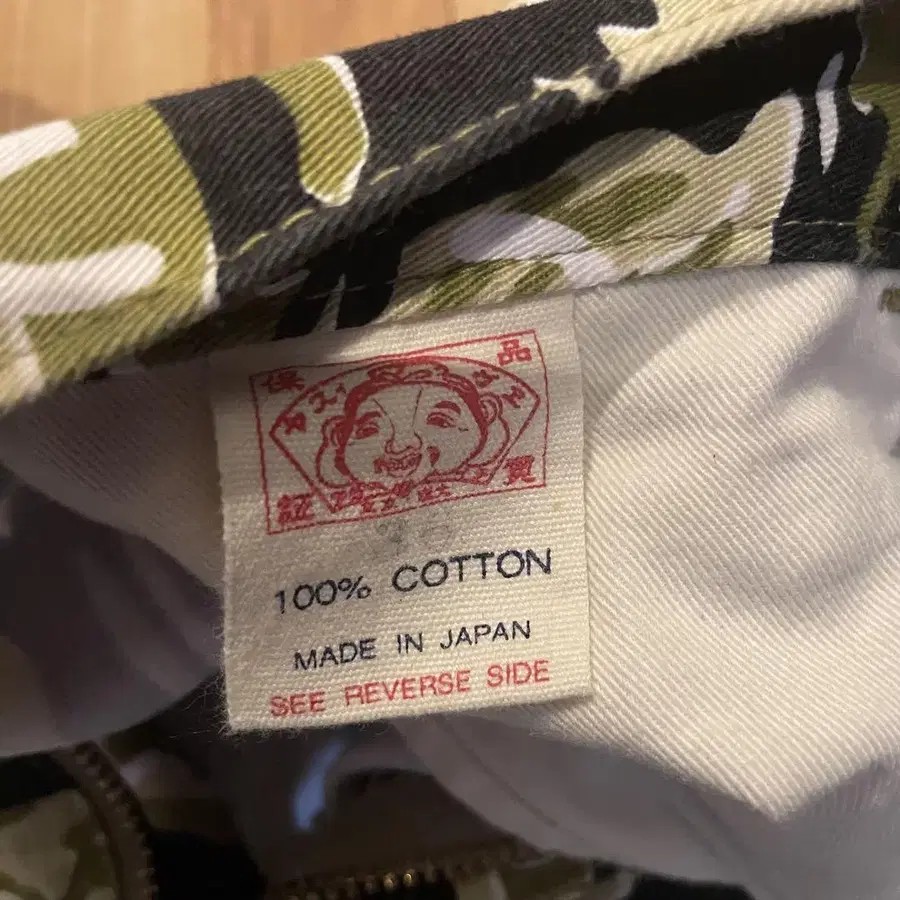 保 品
証 質
100% COTTON
MADE IN JAPAN
SEE REVERSE SIDE